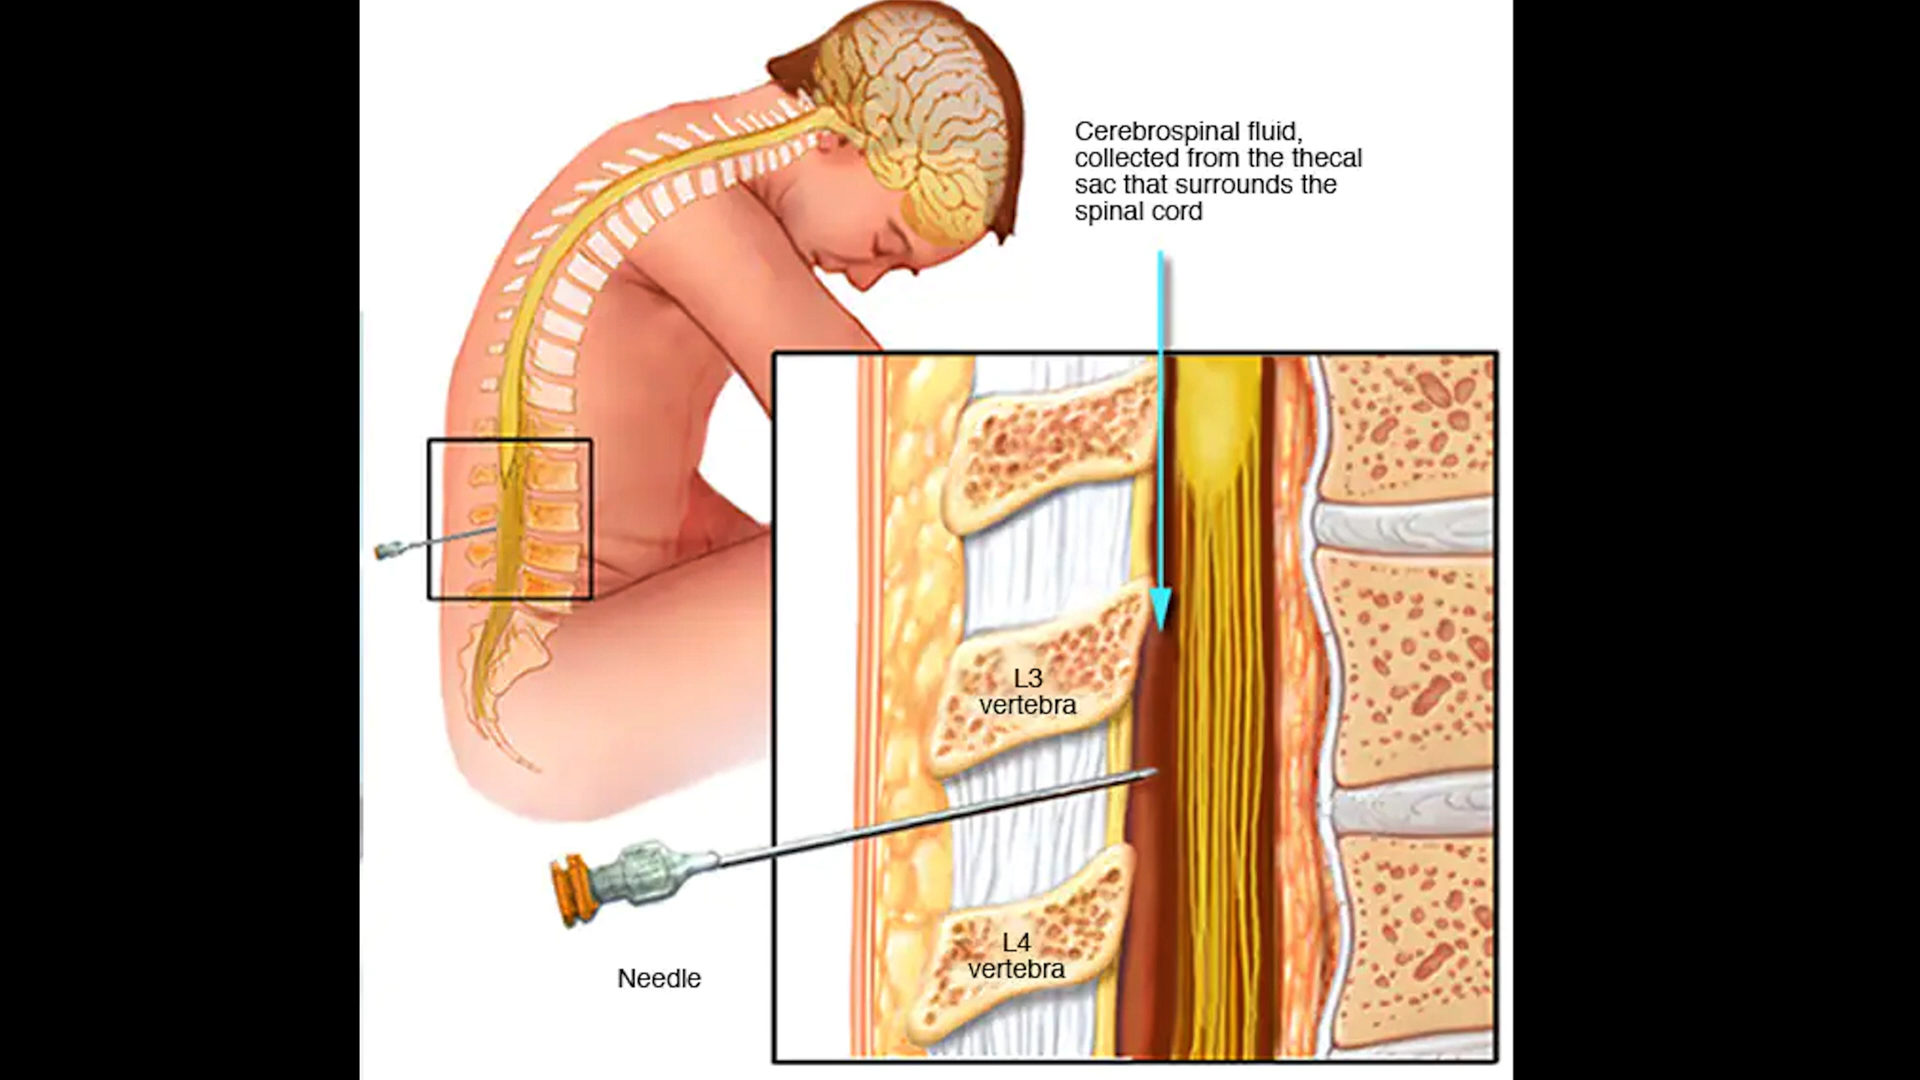 Cerebrospinal fluid,
collected from the thecal
sac that surrounds the
spinal cord
L3
vertebra
L4
vertebra
Needle